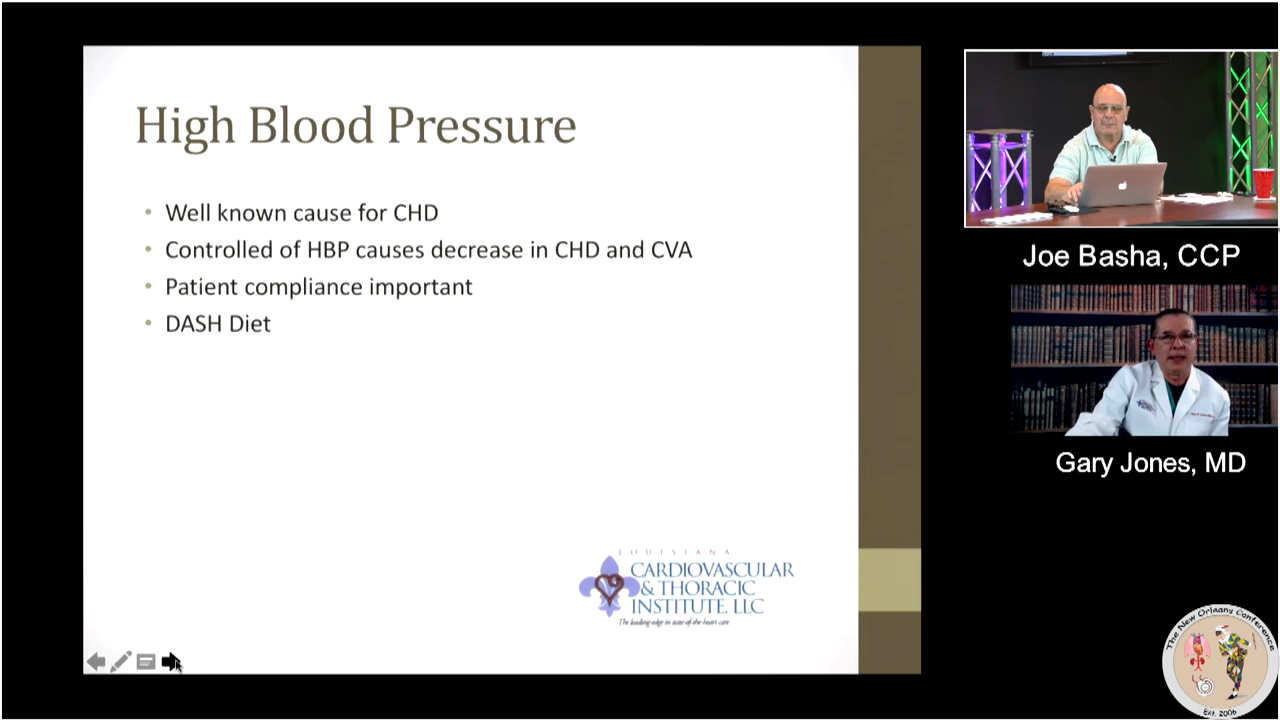 High Blood Pressure
• Well known cause for CHD
• Controlled of HBP causes decrease in CHD and CVA
• Patient compliance important
• DASH Diet
LOUISIANA
CARDIOVASCULAR
& THORACIC
INSTITUTE, LLC
The leading edge in state-of-the-heart care
Joe Basha, CCP
Gary Jones, MD
The New Orlaany Conference
Est. 2006